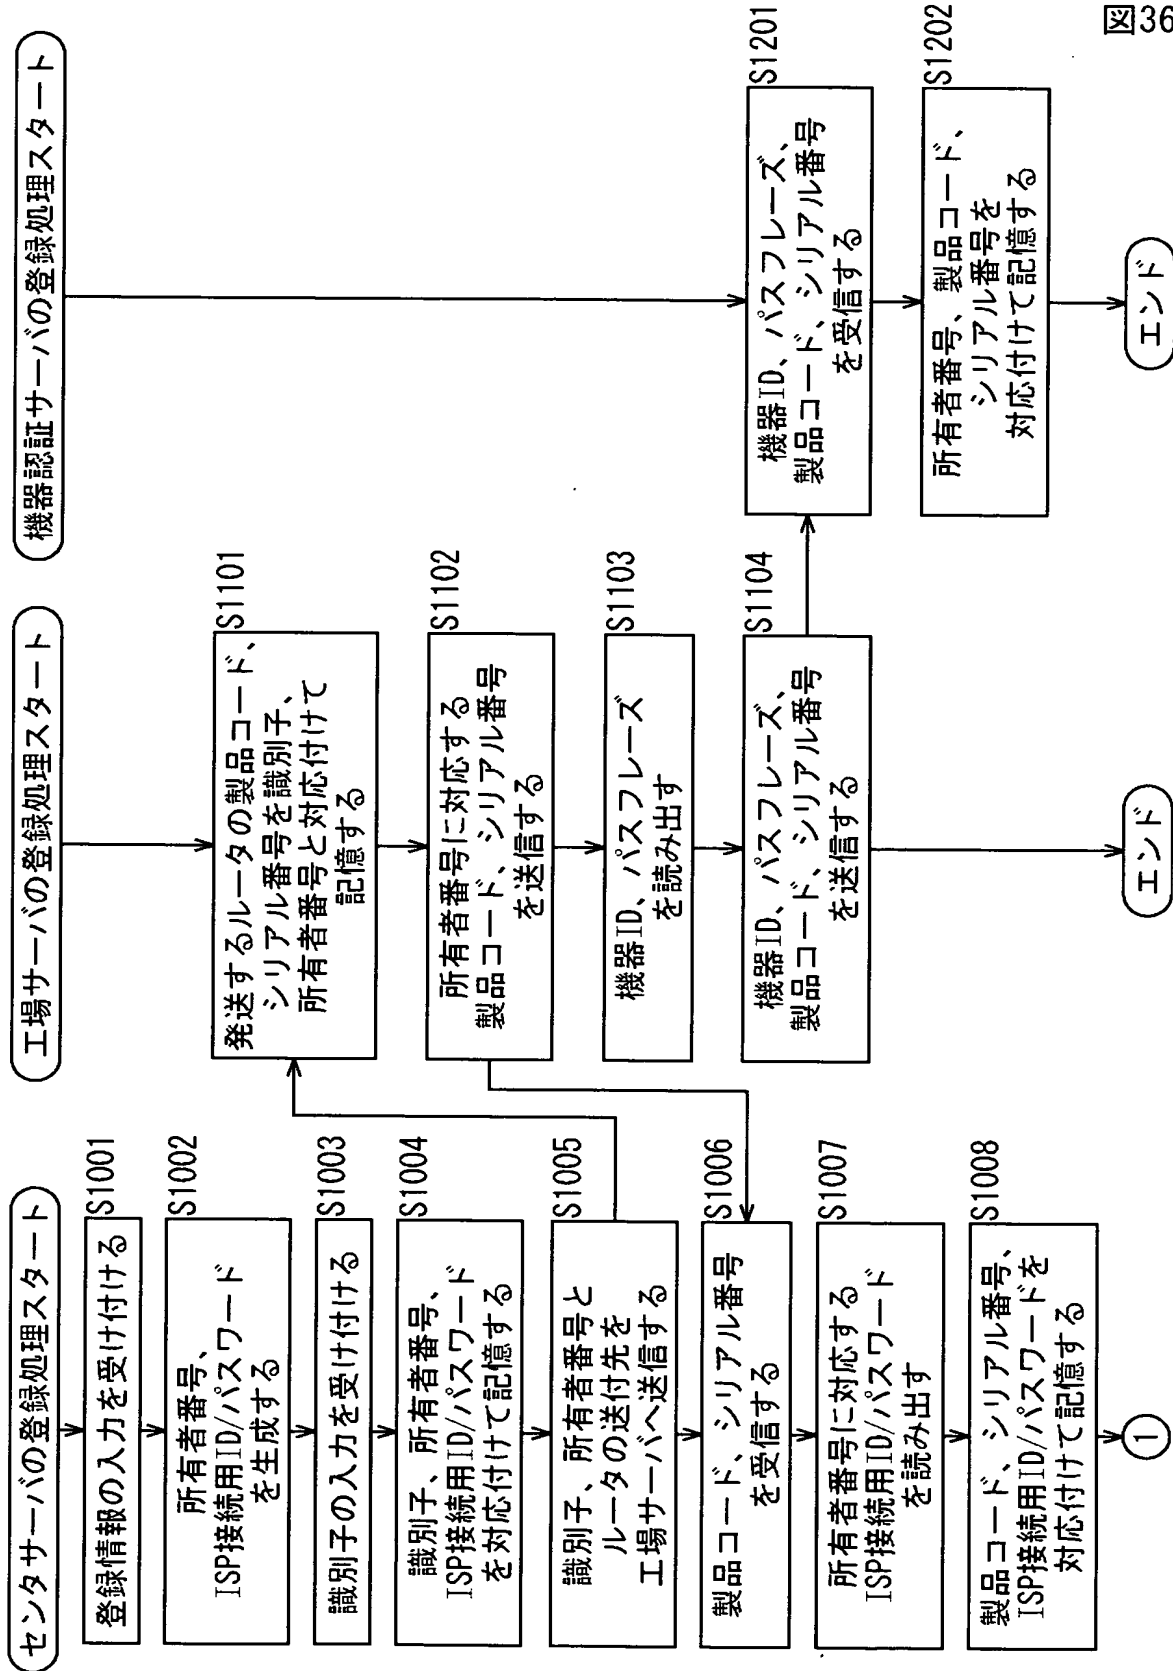 図36
センタサーバの登録処理スタート
登録情報の入力を受け付ける
S1001
所有者番号、
ISP接続用ID/パスワード
を生成する
S1002
識別子の入力を受け付ける
S1003
識別子、所有者番号、
ISP接続用ID/パスワード
を対応付けて記憶する
S1004
識別子、所有者番号と
ルータの送付先を
工場サーバへ送信する
S1005
製品コード、シリアル番号
を受信する
S1006
所有者番号に対応する
ISP接続用ID/パスワード
を読み出す
S1007
製品コード、シリアル番号、
ISP接続用ID/パスワードを
対応付けて記憶する
S1008
1
工場サーバの登録処理スタート
発送するルータの製品コード、
シリアル番号を識別子、
所有者番号と対応付けて
記憶する
S1101
所有者番号に対応する
製品コード、シリアル番号
を送信する
S1102
機器ID、パスフレーズ
を読み出す
S1103
機器ID、パスフレーズ、
製品コード、シリアル番号
を送信する
S1104
エンド
機器認証サーバの登録処理スタート
機器ID、パスフレーズ、
製品コード、シリアル番号
を受信する
S1201
所有者番号、製品コード、
シリアル番号を
対応付けて記憶する
S1202
エンド